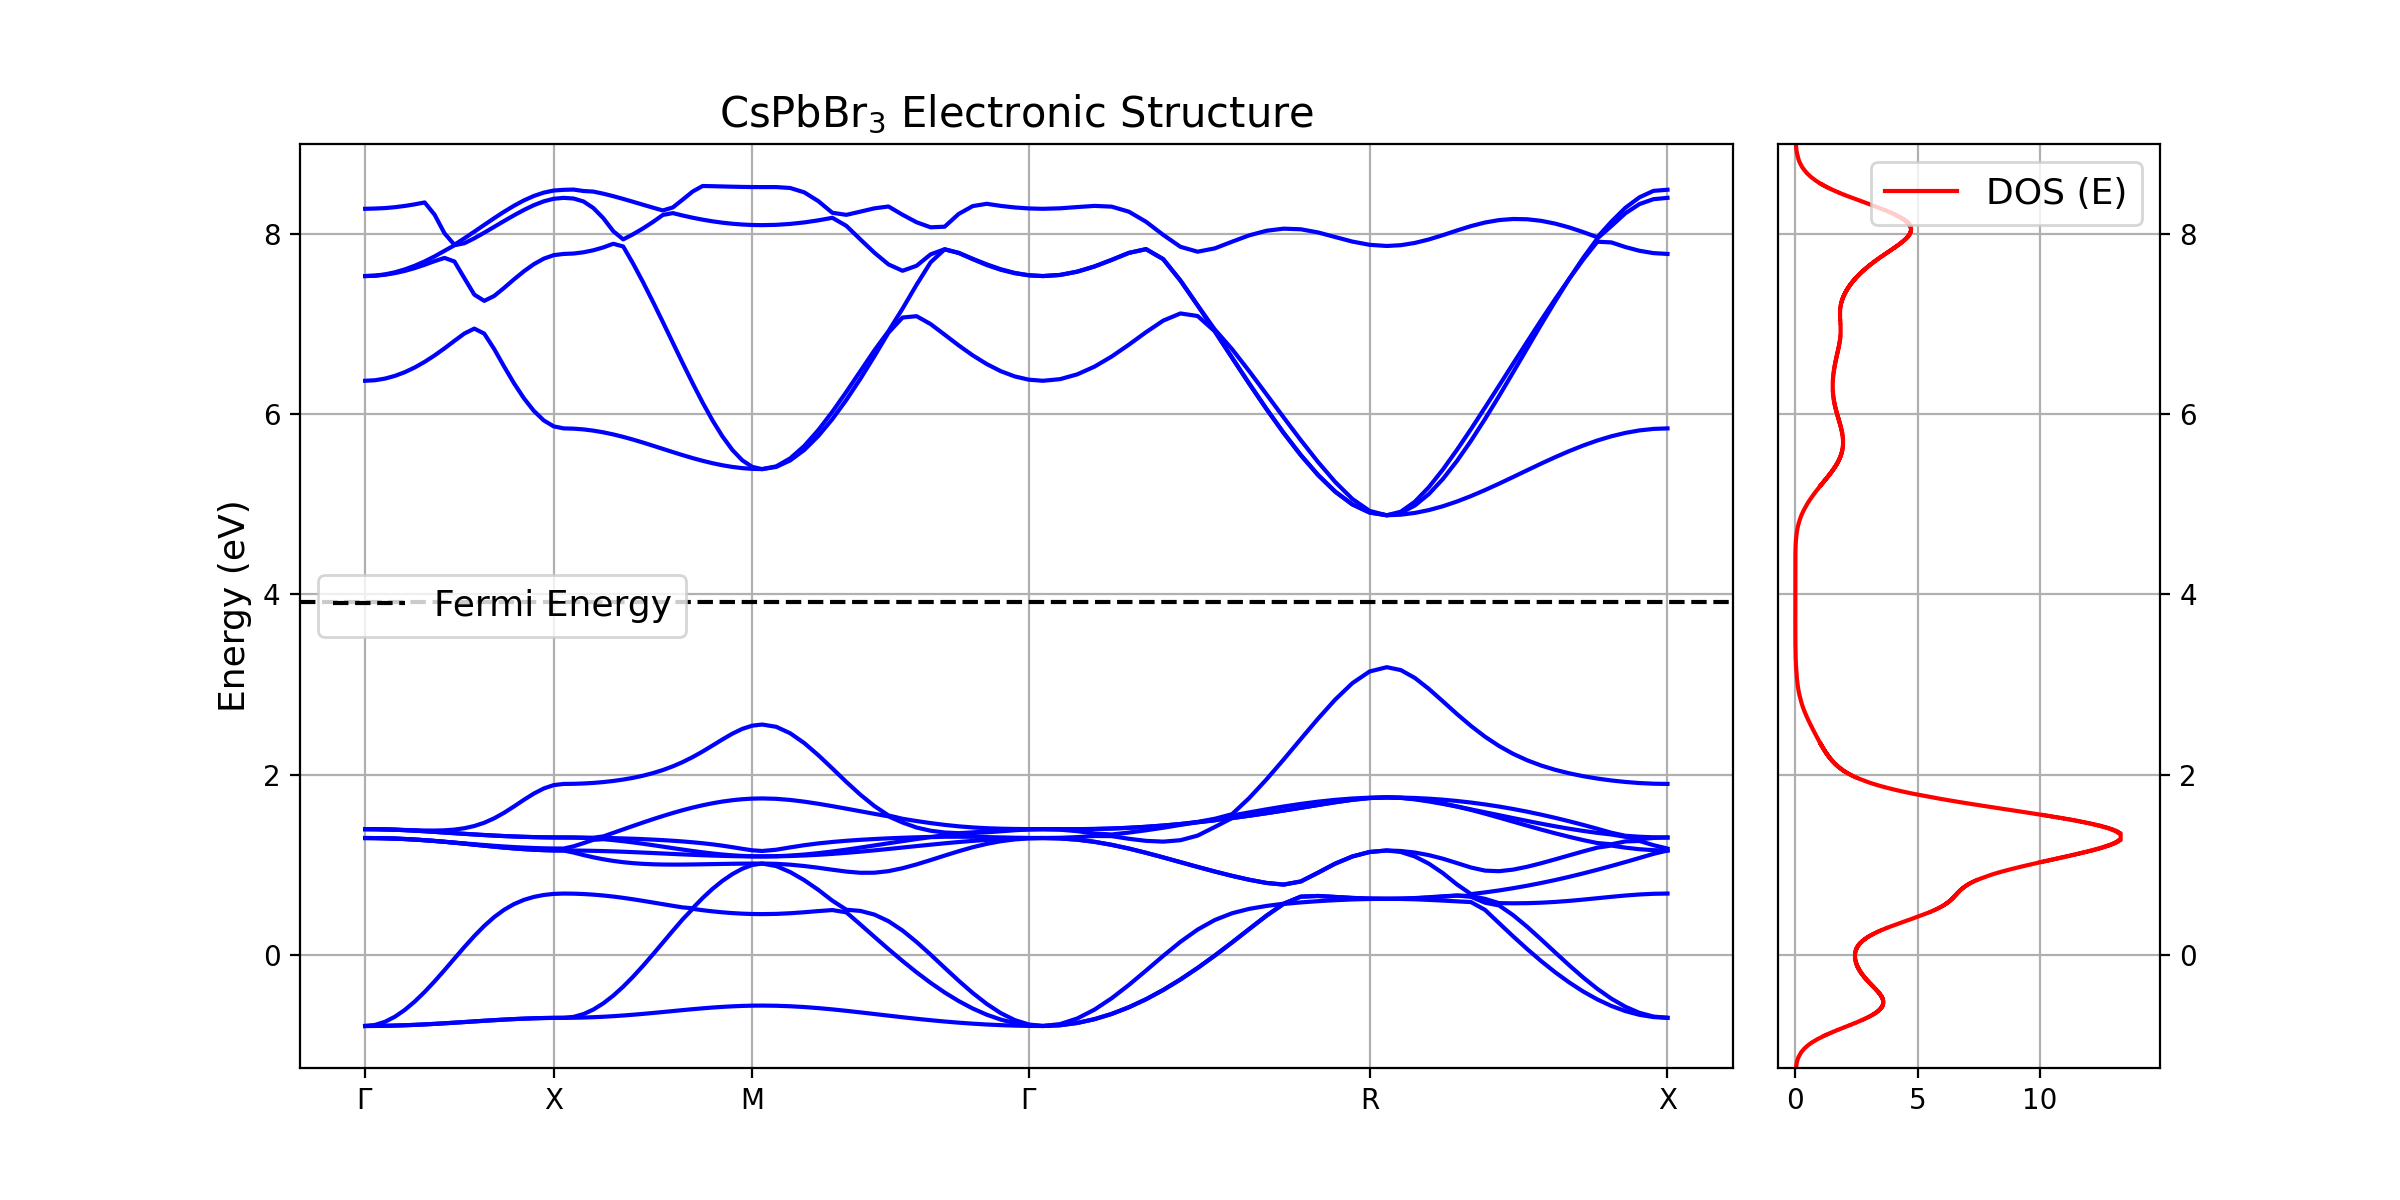 CsPbBr₃ Electronic Structure
Energy (eV)
8
6
4
2
0
Fermi Energy
Γ X M Γ R X
DOS (E)
8
6
4
2
0
0 5 10